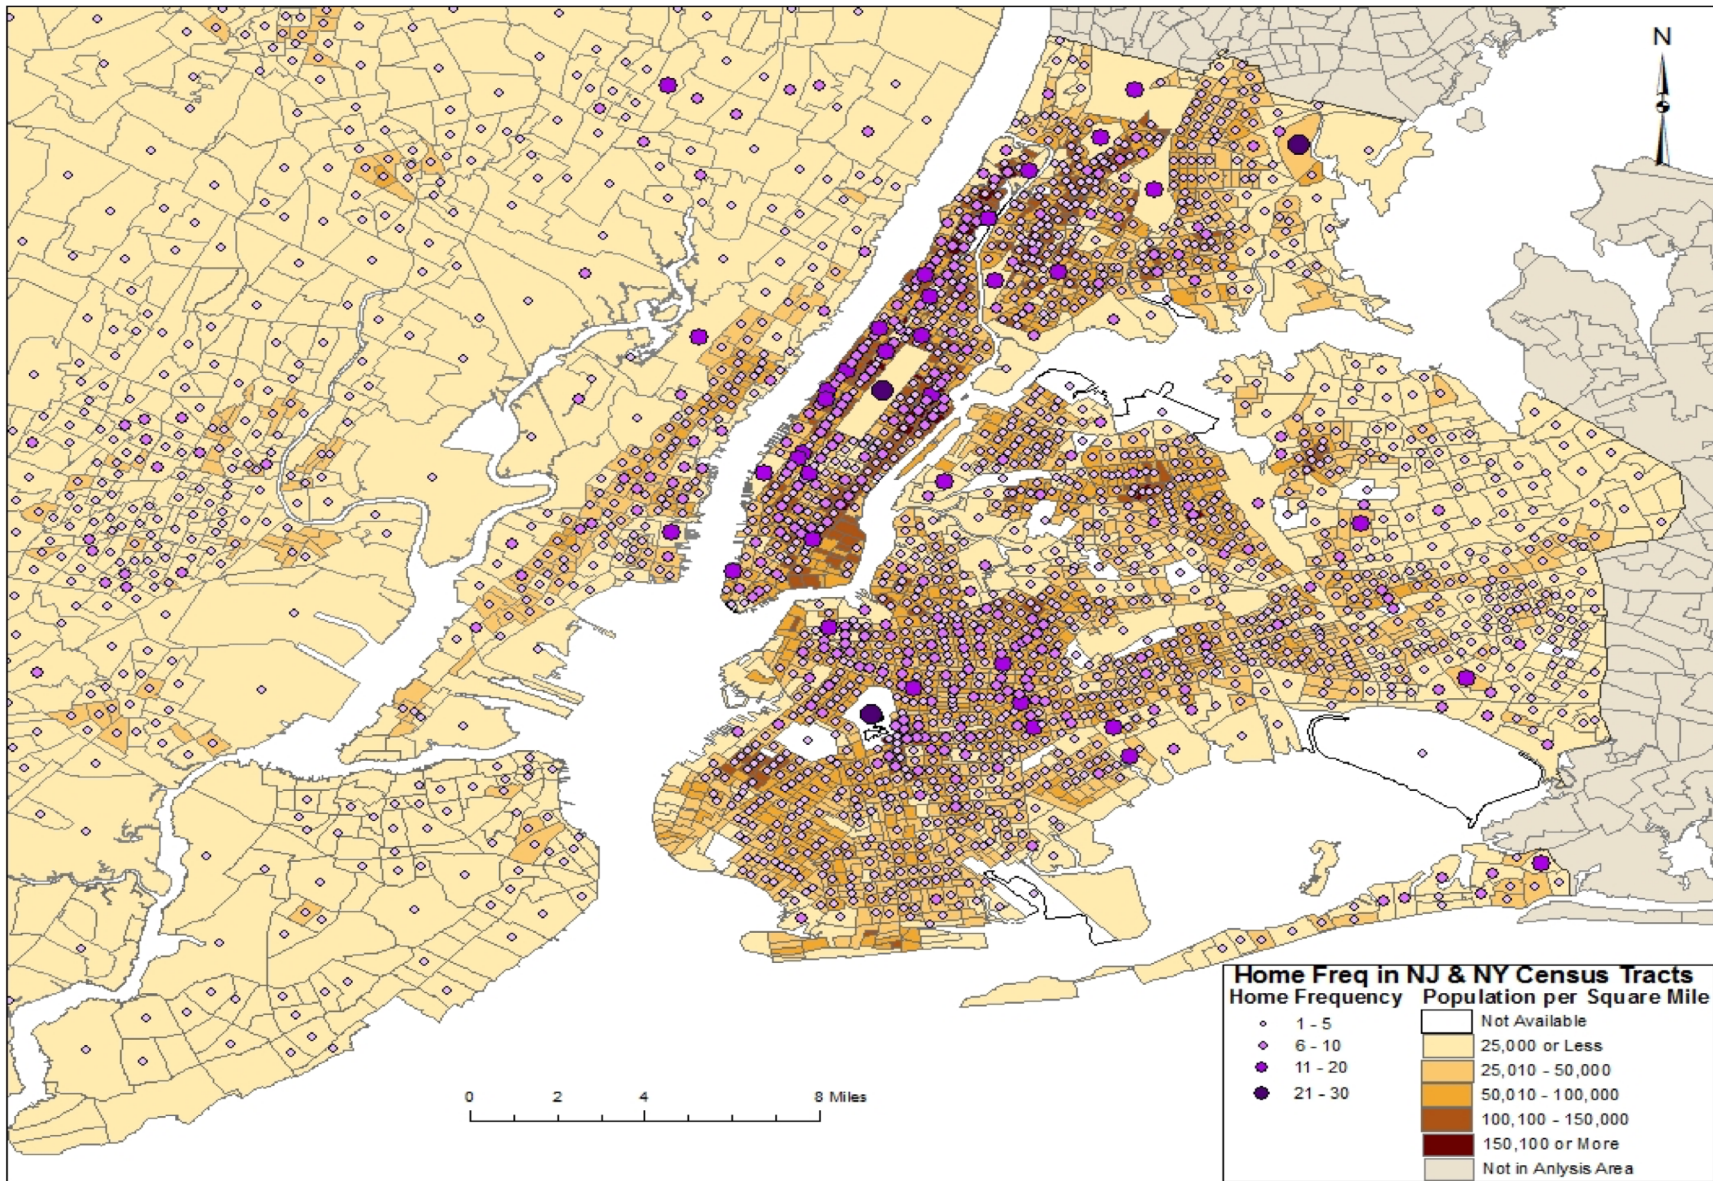 N
Home Freq in NJ & NY Census Tracts
Home Frequency Population per Square Mile
1 - 5 Not Available
6 - 10 25,000 or Less
11 - 20 25,010 - 50,000
21 - 30 50,010 - 100,000
100,100 - 150,000
150,100 or More
Not in Anlysis Area
0 2 4 8 Miles